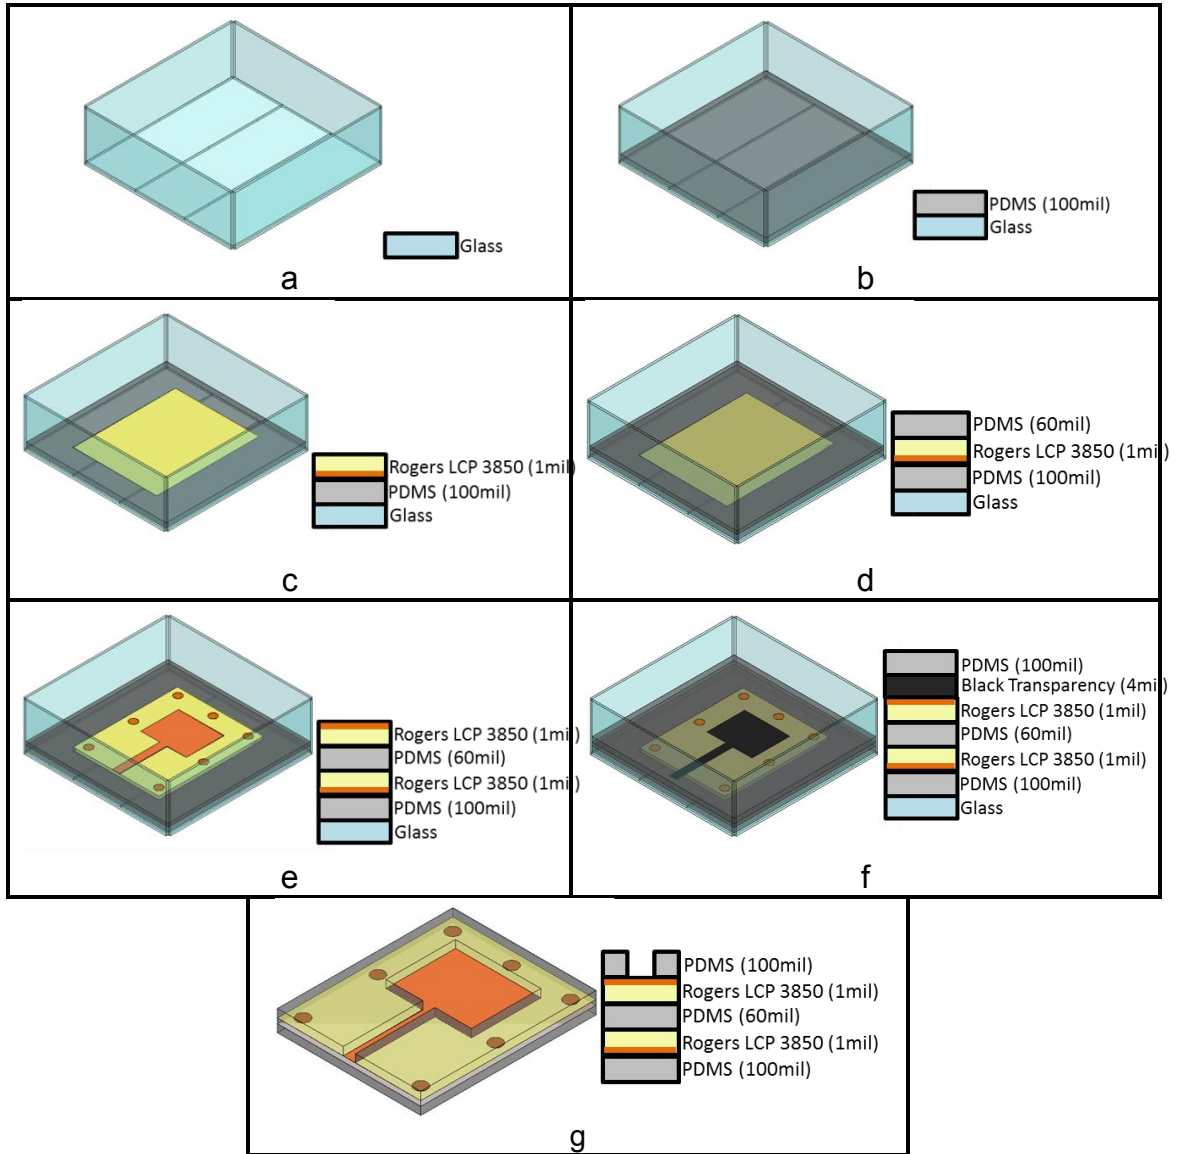 Glass
a
PDMS (100mil)
Glass
b
Rogers LCP 3850 (1mil)
PDMS (100mil)
Glass
c
PDMS (60mil)
Rogers LCP 3850 (1mil)
PDMS (100mil)
Glass
d
Rogers LCP 3850 (1mil)
PDMS (60mil)
Rogers LCP 3850 (1mil)
PDMS (100mil)
Glass
e
PDMS (100mil)
Black Transparency (4mil)
Rogers LCP 3850 (1mil)
PDMS (60mil)
Rogers LCP 3850 (1mil)
PDMS (100mil)
Glass
f
PDMS (100mil)
Rogers LCP 3850 (1mil)
PDMS (60mil)
Rogers LCP 3850 (1mil)
PDMS (100mil)
g